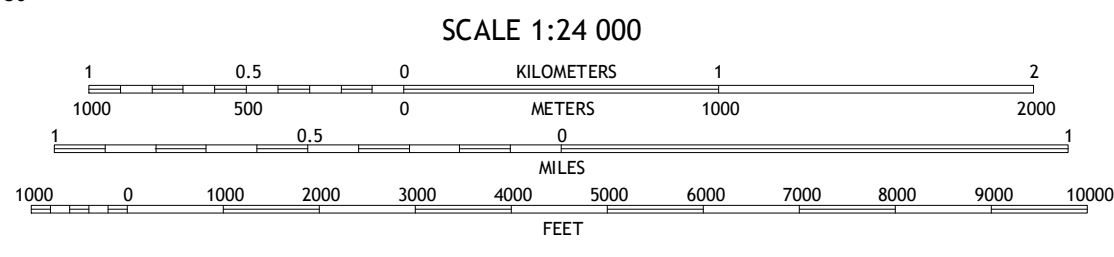 SCALE 1:24 000
1 0.5 0 KILOMETERS 1 2
1000 500 0 METERS 1000 2000
1 0.5 0 1
MILES
1000 0 1000 2000 3000 4000 5000 6000 7000 8000 9000 10000
FEET